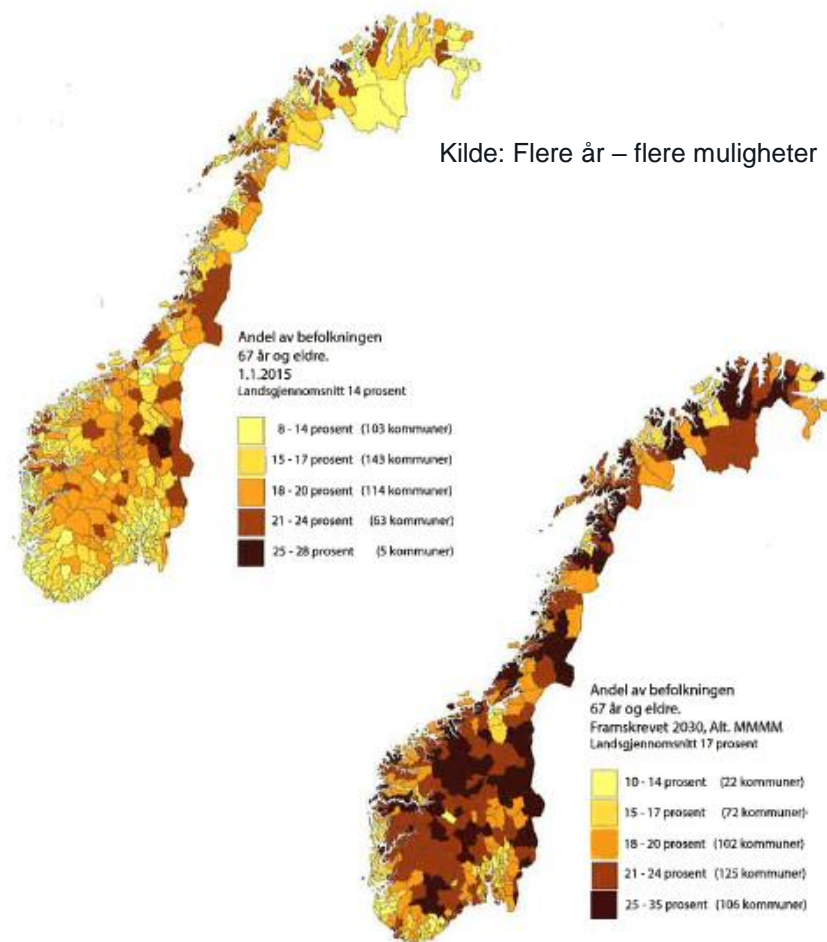 Kilde: Flere år – flere muligheter
Andel av befolkningen
67 år og eldre.
1.1.2015
Landsgjennomsnitt 14 prosent
8 - 14 prosent (103 kommuner)
15 - 17 prosent (143 kommuner)
18 - 20 prosent (114 kommuner)
21 - 24 prosent (63 kommuner)
25 - 28 prosent (5 kommuner)
Andel av befolkningen
67 år og eldre.
Framskrevet 2030, Alt. MMMM
Landsgjennomsnitt 17 prosent
10 - 14 prosent (22 kommuner)
15 - 17 prosent (72 kommuner)
18 - 20 prosent (102 kommuner)
21 - 24 prosent (125 kommuner)
25 - 35 prosent (106 kommuner)